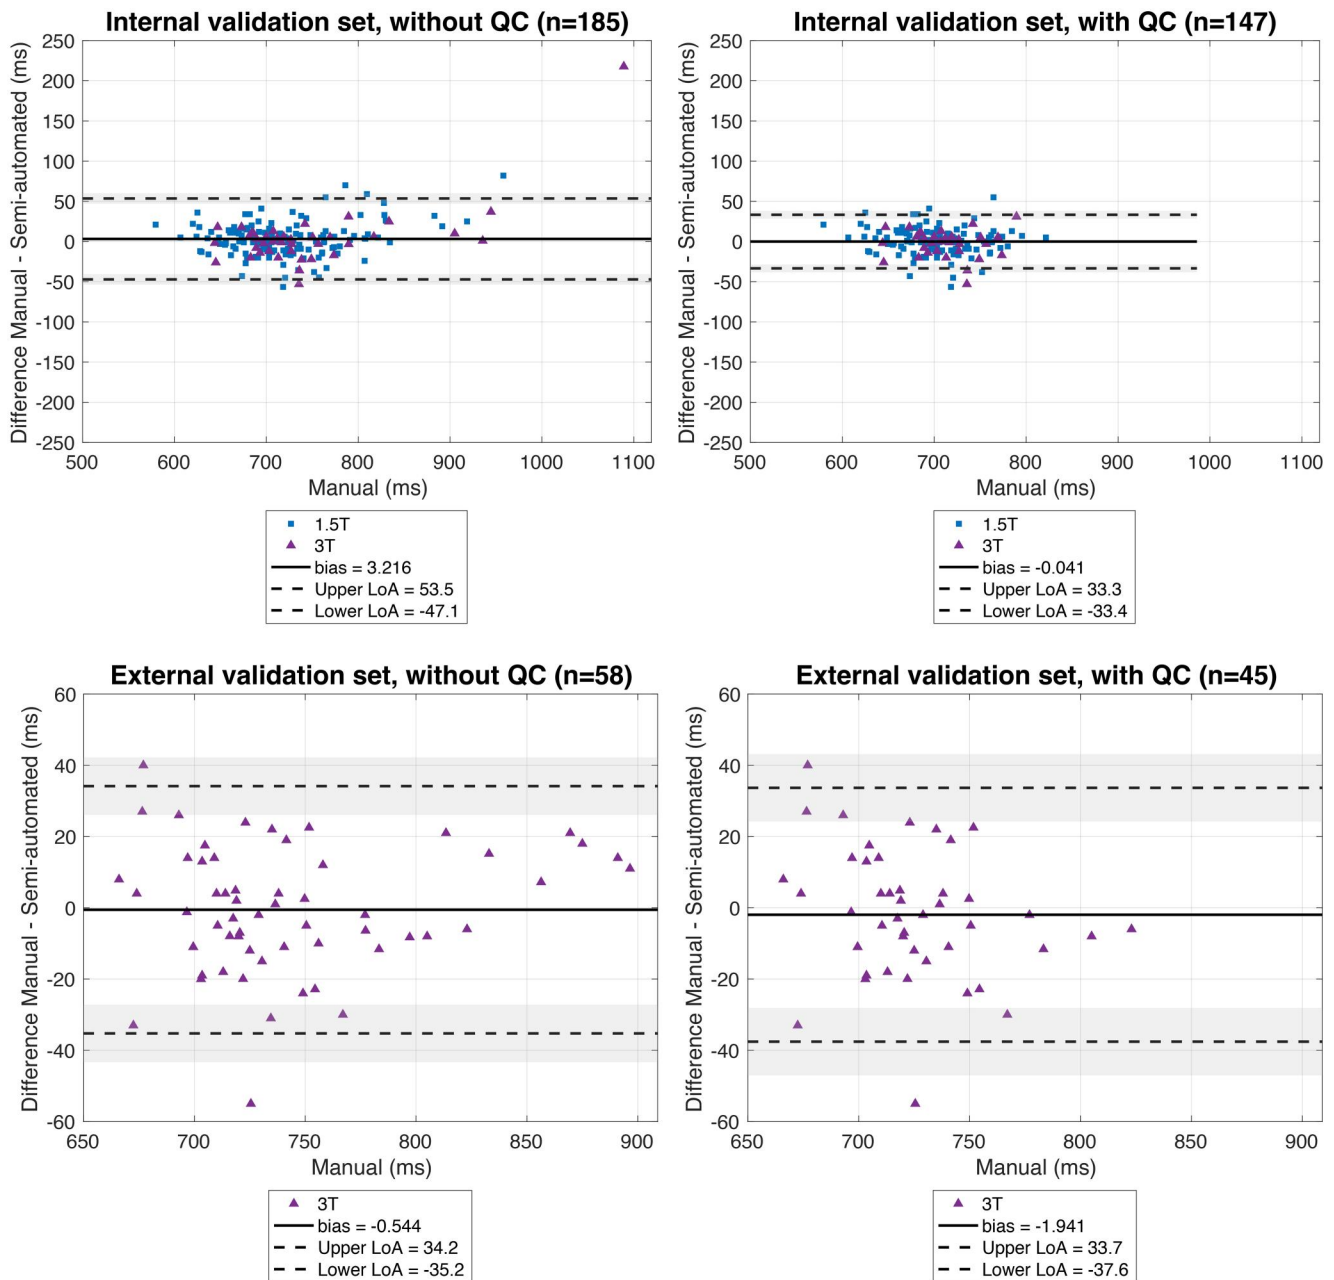 Internal validation set, without QC (n=185)
250
200
150
100
50
0
-50
-100
-150
-200
-250
Difference Manual - Semi-automated (ms)
500 600 700 800 900 1000 1100
Manual (ms)
1.5T
3T
bias = 3.216
Upper LoA = 53.5
Lower LoA = -47.1
Internal validation set, with QC (n=147)
250
200
150
100
50
0
-50
-100
-150
-200
-250
Difference Manual - Semi-automated (ms)
500 600 700 800 900 1000 1100
Manual (ms)
1.5T
3T
bias = -0.041
Upper LoA = 33.3
Lower LoA = -33.4
External validation set, without QC (n=58)
60
40
20
0
-20
-40
-60
Difference Manual - Semi-automated (ms)
650 700 750 800 850 900
Manual (ms)
3T
bias = -0.544
Upper LoA = 34.2
Lower LoA = -35.2
External validation set, with QC (n=45)
60
40
20
0
-20
-40
-60
Difference Manual - Semi-automated (ms)
650 700 750 800 850 900
Manual (ms)
3T
bias = -1.941
Upper LoA = 33.7
Lower LoA = -37.6